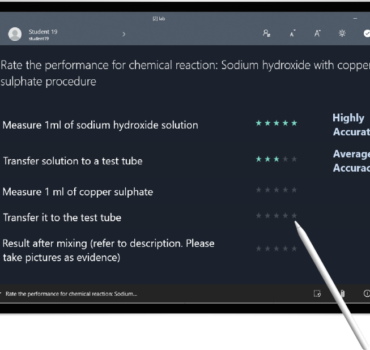 Student 19
student19
Rate the performance for chemical reaction: Sodium hydroxide with copper
sulphate procedure
Measure 1ml of sodium hydroxide solution
Highly
Accurat
Transfer solution to a test tube
Average
Accurac
Measure 1 ml of copper sulphate
Transfer it to the test tube
Result after mixing (refer to description. Please
take pictures as evidence)
Rate the performance for chemical reaction: Sodium...